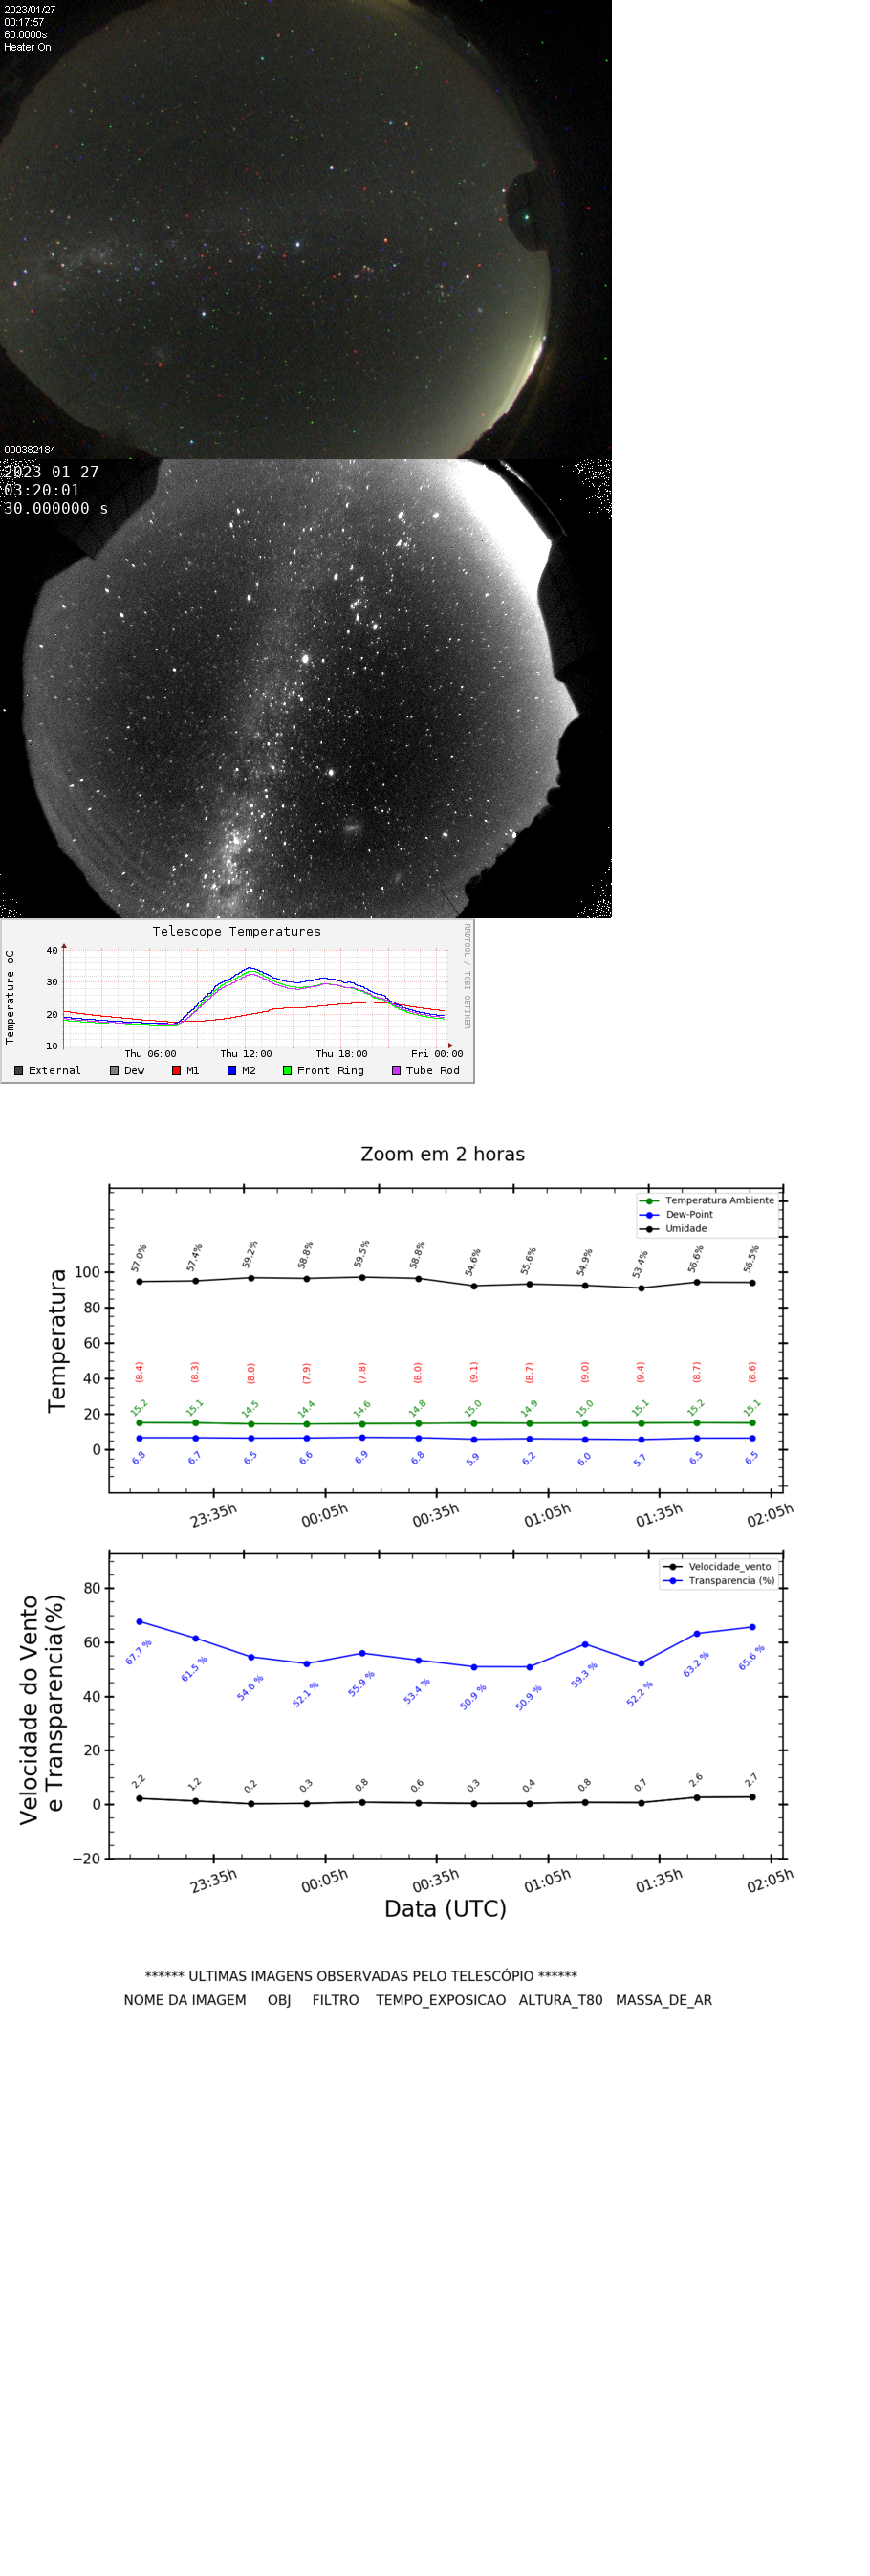 2023/01/27
00:17:57
60.0000s
Heater On
000382184
2023-01-27
03:20:01
30.000000 s
Telescope Temperatures
RRDTOOL / TOBI OETIKER
Temperature oC
40
30
20
10
Thu 06:00 Thu 12:00 Thu 18:00 Fri 00:00
External Dew M1 M2 Front Ring Tube Rod
Zoom em 2 horas
Temperatura Ambiente
Dew-Point
Umidade
Temperatura
57.0% 57.4% 59.2% 58.8% 59.5% 58.8% 54.6% 55.6% 54.9% 53.4% 56.6% 56.5%
100
80
60
40
20
0
(8.4) (8.3) (8.0) (7.9) (7.8) (8.0) (9.1) (8.7) (9.0) (9.4) (8.7) (8.6)
15.2 15.1 14.5 14.4 14.6 14.8 15.0 14.9 15.0 15.1 15.2 15.1
6.8 6.7 6.5 6.6 6.9 6.8 5.9 6.2 6.0 5.7 6.5 6.5
23:35h 00:05h 00:35h 01:05h 01:35h 02:05h
Velocidade_vento
Transparencia (%)
Velocidade do Vento
e Transparencia(%)
80
60
40
20
0
−20
67.7 % 61.5 % 54.6 % 52.1 % 55.9 % 53.4 % 50.9 % 50.9 % 59.3 % 52.2 % 63.2 % 65.6 %
2.2 1.2 0.2 0.3 0.8 0.6 0.3 0.4 0.8 0.7 2.6 2.7
23:35h 00:05h 00:35h 01:05h 01:35h 02:05h
Data (UTC)
****** ULTIMAS IMAGENS OBSERVADAS PELO TELESCÓPIO ******
NOME DA IMAGEM OBJ FILTRO TEMPO_EXPOSICAO ALTURA_T80 MASSA_DE_AR